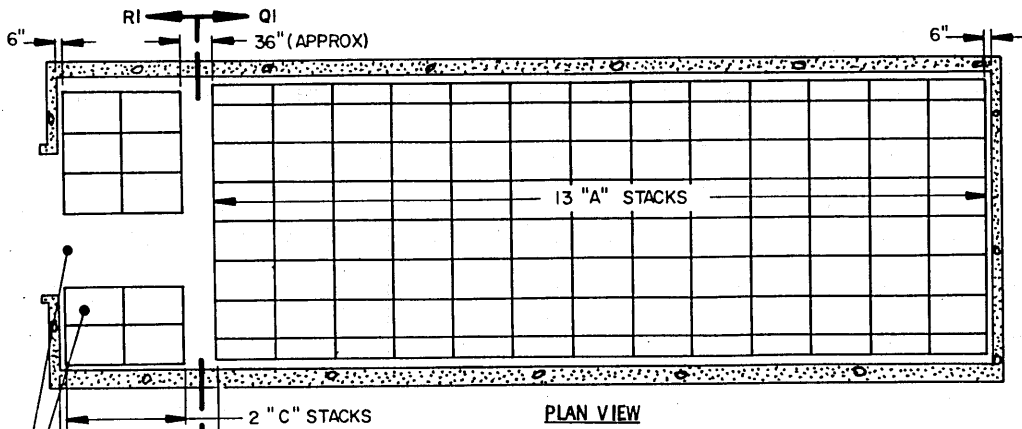 R1 Q1
6" 36" (APPROX) 6"
13 "A" STACKS
2 "C" STACKS
PLAN VIEW